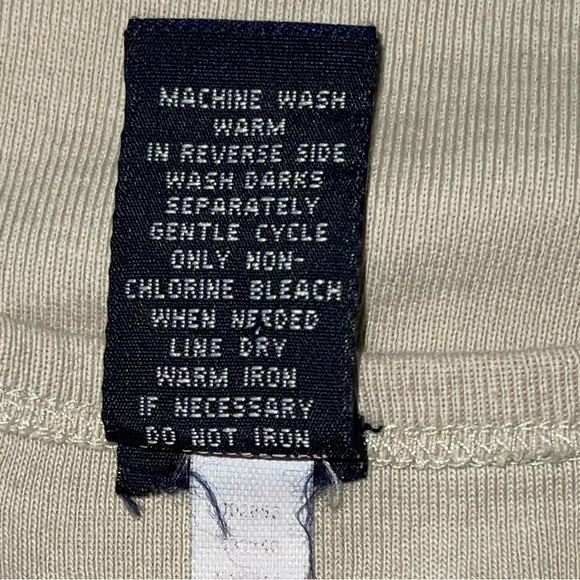 MACHINE WASH
WARM
IN REVERSE SIDE
WASH DARKS
SEPARATELY
GENTLE CYCLE
ONLY NON-
CHLORINE BLEACH
WHEN NEEDED
LINE DRY
WARM IRON
IF NECESSARY
DO NOT IRON